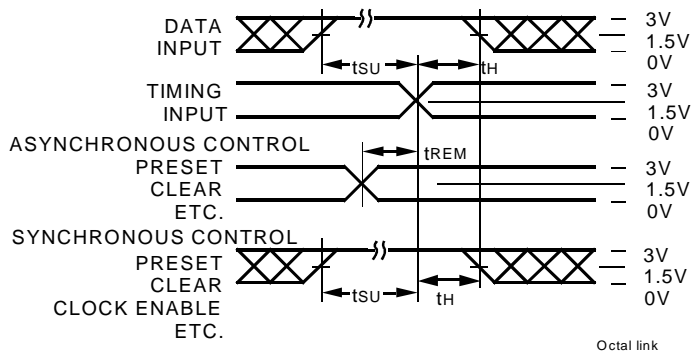 DATA
INPUT
tSU
tH
3V
1.5V
0V
TIMING
INPUT
3V
1.5V
0V
ASYNCHRONOUS CONTROL
PRESET
CLEAR
ETC.
tREM
3V
1.5V
0V
SYNCHRONOUS CONTROL
PRESET
CLEAR
CLOCK ENABLE
ETC.
tSU
tH
3V
1.5V
0V
Octal link